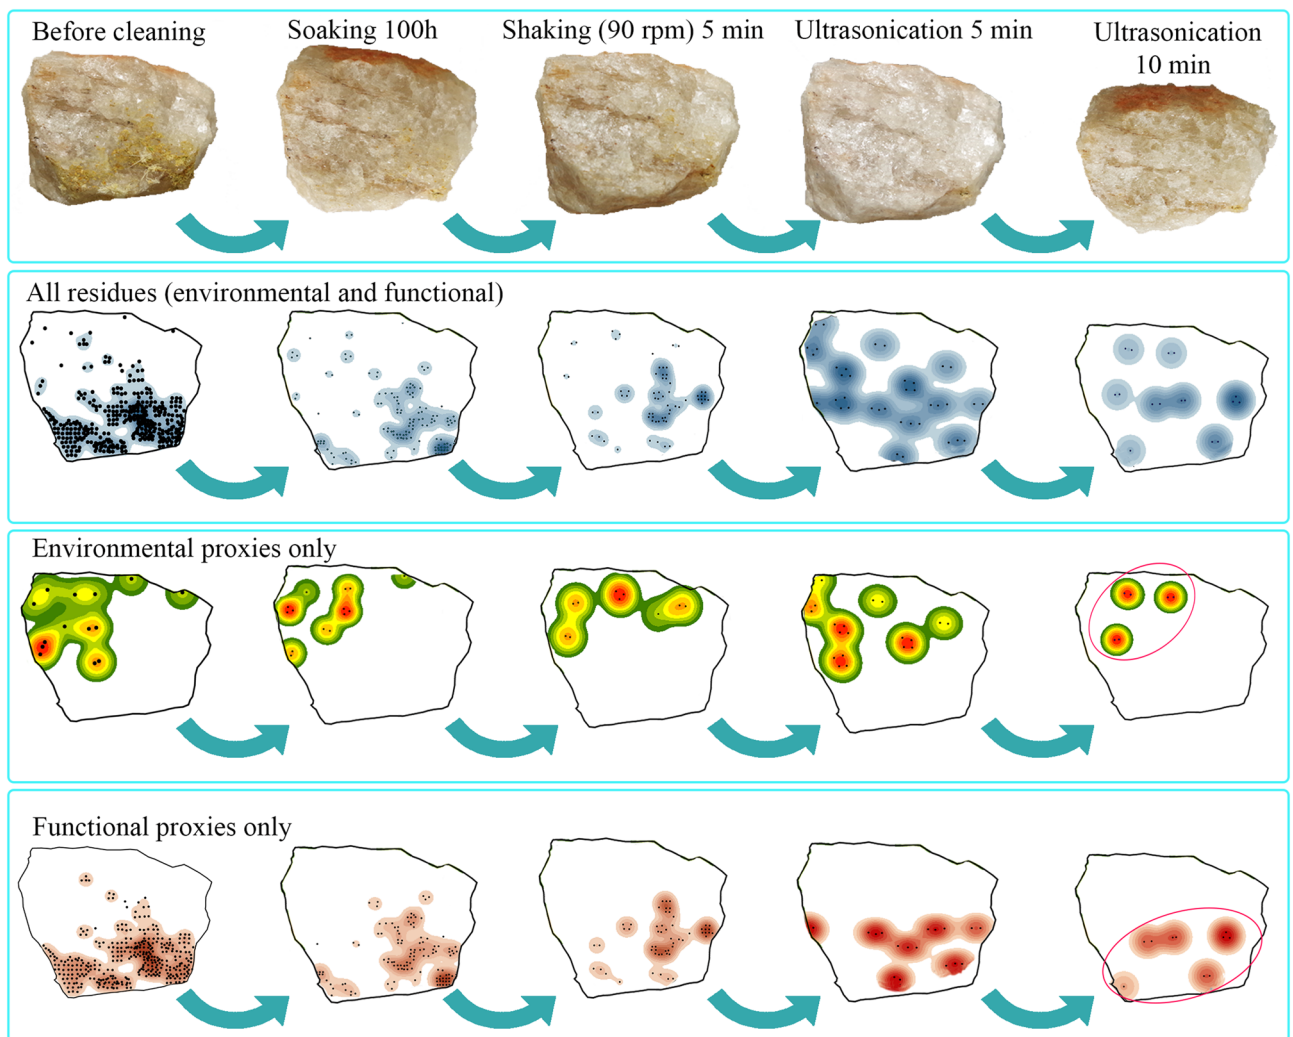 Before cleaning
Soaking 100h
Shaking (90 rpm) 5 min
Ultrasonication 5 min
Ultrasonication
10 min
All residues (environmental and functional)
Environmental proxies only
Functional proxies only